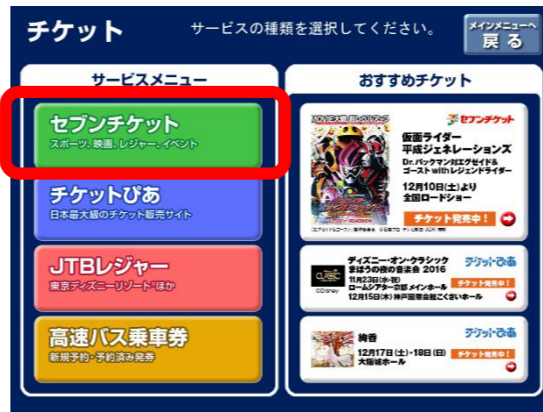 チケット
サービスの種類を選択してください。
メインメニューへ
戻る
サービスメニュー
セブンチケット
スポーツ、映画、レジャー、イベント
チケットぴあ
日本最大級のチケット販売サイト
JTBレジャー
東京ディズニーリゾート®ほか
高速バス乗車券
新規予約・予約済み発券
おすすめチケット
セブンチケット
仮面ライダー
平成ジェネレーションズ
Dr.パックマン対エグゼイド&
ゴーストwithレジェンドライダー
12月10日(土)より
全国ロードショー
チケット発売中!
ディズニー・オン・クラシック
まほうの夜の音楽会 2016
チケットぴあ
11月23日(水・祝)
ロームシアター京都 メインホール
12月15日(木) 神戸国際会館こくさいホール
チケット発売中!
CLASSIC
©Disney
絢香
チケットぴあ
12月17日(土)・18日(日)
大阪城ホール
チケット発売中!